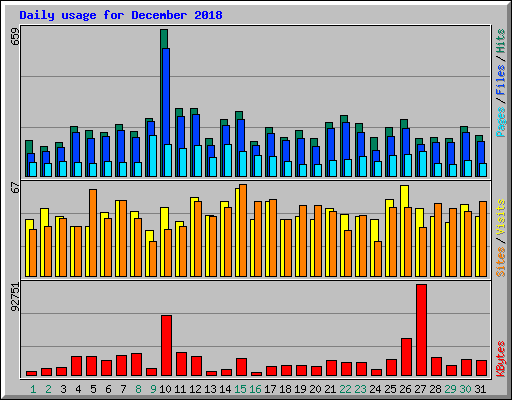 Daily usage for December 2018
659
Pages / Files / Hits
67
Sites / Visits
92751
KBytes
1 2 3 4 5 6 7 8 9 10 11 12 13 14 15 16 17 18 19 20 21 22 23 24 25 26 27 28 29 30 31